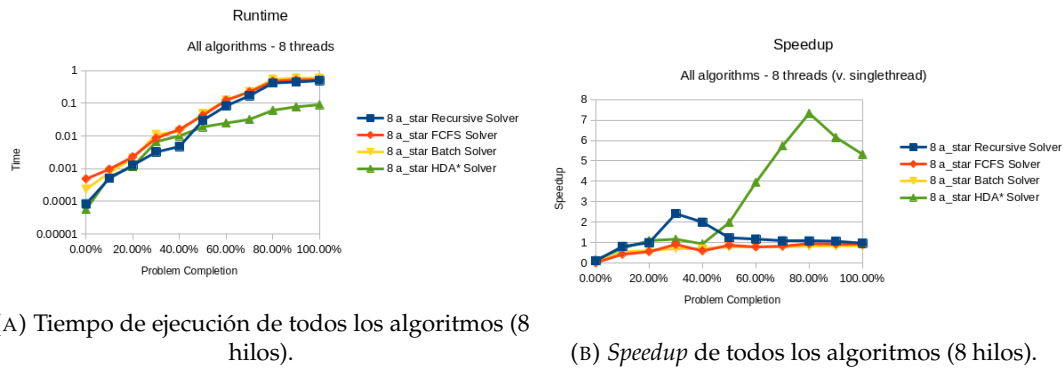 Runtime
All algorithms - 8 threads
1
0.1
0.01
0.001
0.0001
0.00001
Time
0.00% 20.00% 40.00% 60.00% 80.00% 100.00%
Problem Completion
8 a_star Recursive Solver
8 a_star FCFS Solver
8 a_star Batch Solver
8 a_star HDA* Solver
(A) Tiempo de ejecución de todos los algoritmos (8
hilos).
Speedup
All algorithms - 8 threads (v. singlethread)
8
7
6
5
4
3
2
1
0
Speedup
0.00% 20.00% 40.00% 60.00% 80.00% 100.00%
Problem Completion
8 a_star Recursive Solver
8 a_star FCFS Solver
8 a_star Batch Solver
8 a_star HDA* Solver
(B) Speedup de todos los algoritmos (8 hilos).